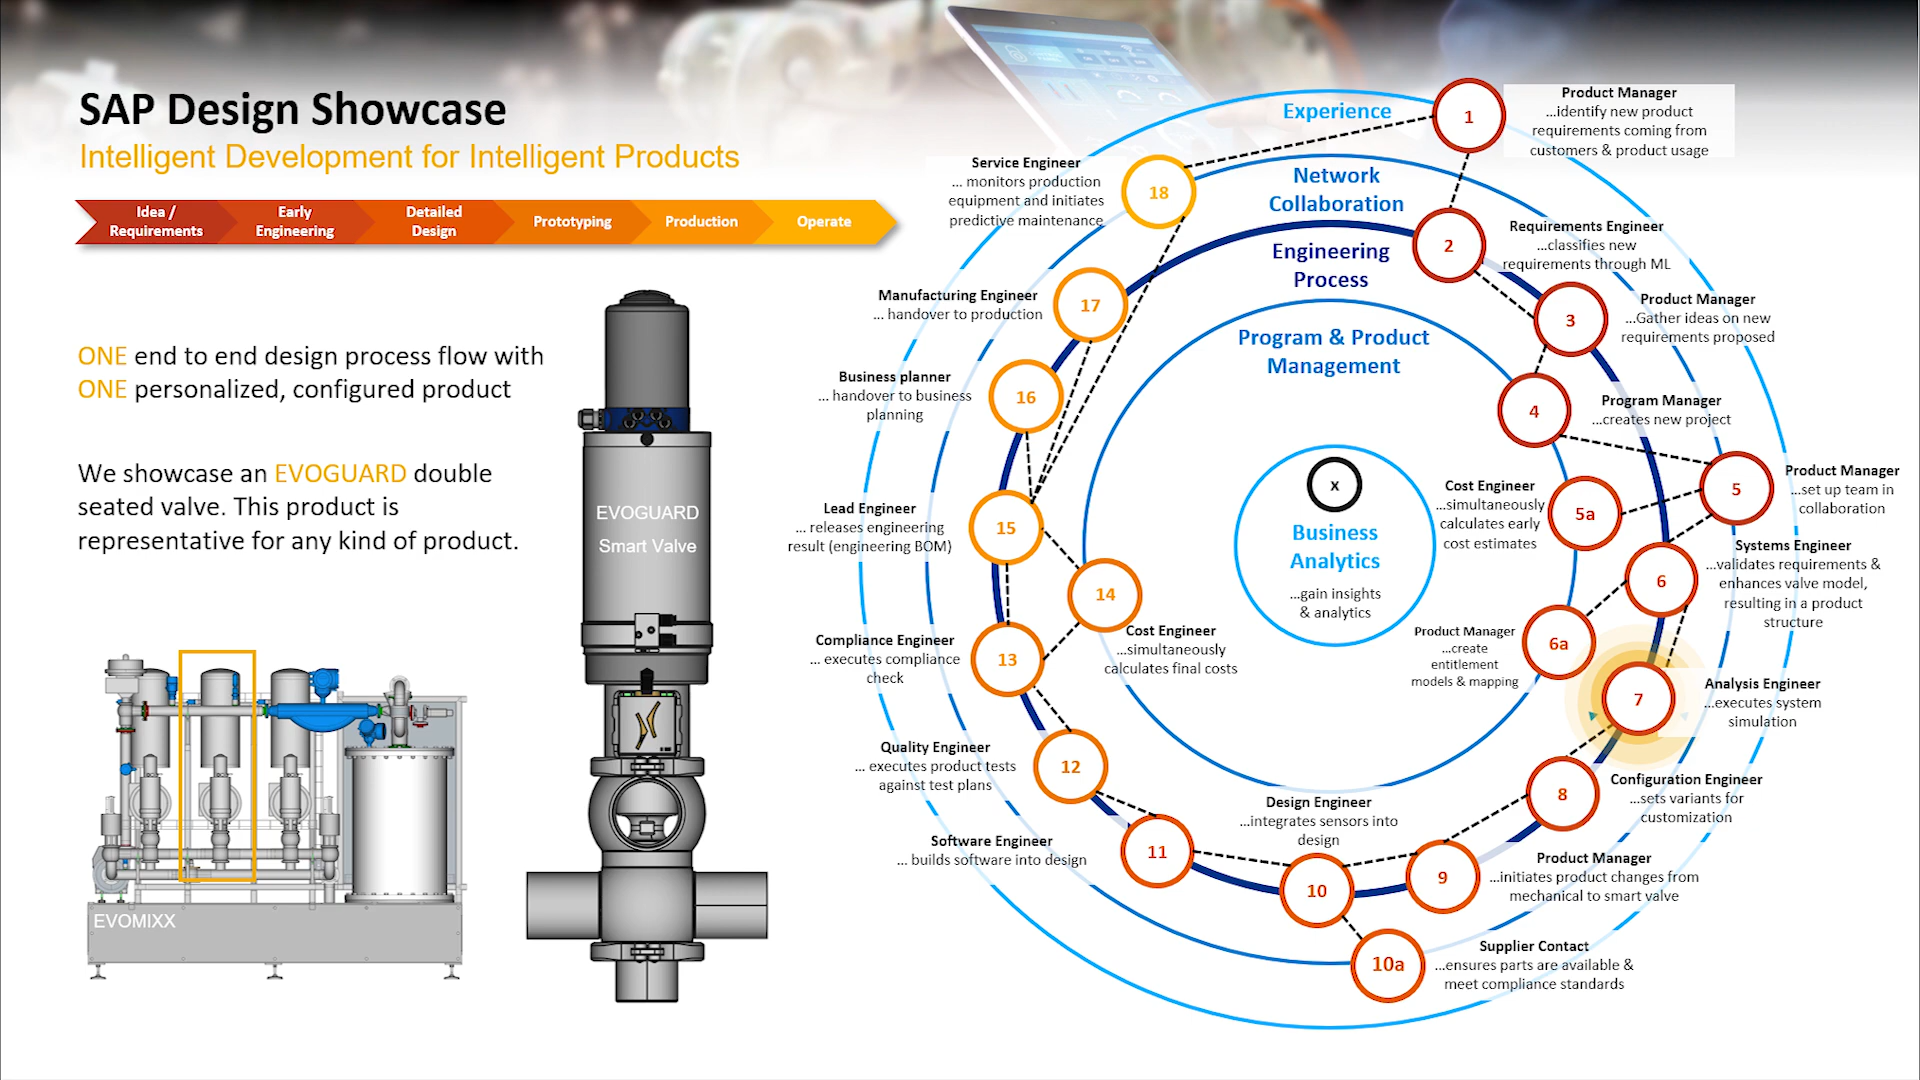 SAP Design Showcase
Intelligent Development for Intelligent Products
Idea /
Requirements
Early
Engineering
Detailed
Design
Prototyping
Production
Operate
ONE end to end design process flow with
ONE personalized, configured product
We showcase an EVOGUARD double
seated valve. This product is
representative for any kind of product.
EVOMIXX
EVOGUARD
Smart Valve
Experience
Network
Collaboration
Engineering
Process
Program & Product
Management
x
Business
Analytics
...gain insights
& analytics
1
Product Manager
...identify new product
requirements coming from
customers & product usage
2
Requirements Engineer
...classifies new
requirements through ML
3
Product Manager
...Gather ideas on new
requirements proposed
4
Program Manager
...creates new project
5
Product Manager
...set up team in
collaboration
5a
Cost Engineer
...simultaneously
calculates early
cost estimates
6
Systems Engineer
...validates requirements &
enhances valve model,
resulting in a product
structure
6a
Product Manager
...create
entitlement
models & mapping
7
Analysis Engineer
...executes system
simulation
8
Configuration Engineer
...sets variants for
customization
9
Product Manager
...initiates product changes from
mechanical to smart valve
10
Design Engineer
...integrates sensors into
design
10a
Supplier Contact
...ensures parts are available &
meet compliance standards
11
Software Engineer
... builds software into design
12
Quality Engineer
... executes product tests
against test plans
13
Compliance Engineer
... executes compliance
check
14
Cost Engineer
...simultaneously
calculates final costs
15
Lead Engineer
... releases engineering
result (engineering BOM)
16
Business planner
... handover to business
planning
17
Manufacturing Engineer
... handover to production
18
Service Engineer
... monitors production
equipment and initiates
predictive maintenance